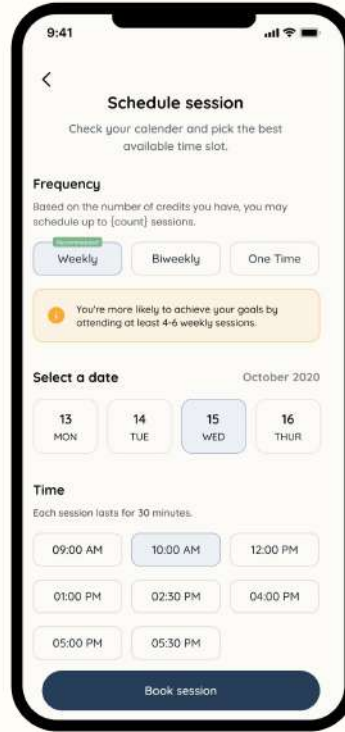 9:41
Schedule session
Check your calender and pick the best
available time slot.
Frequency
Based on the number of credits you have, you may
schedule up to {count} sessions.
Recommended
Weekly Biweekly One Time
You're more likely to achieve your goals by
attending at least 4-6 weekly sessions.
Select a date October 2020
13 14 15 16
MON TUE WED THUR
Time
Each session lasts for 30 minutes.
09:00 AM 10:00 AM 12:00 PM
01:00 PM 02:30 PM 04:00 PM
05:00 PM 05:30 PM
Book session